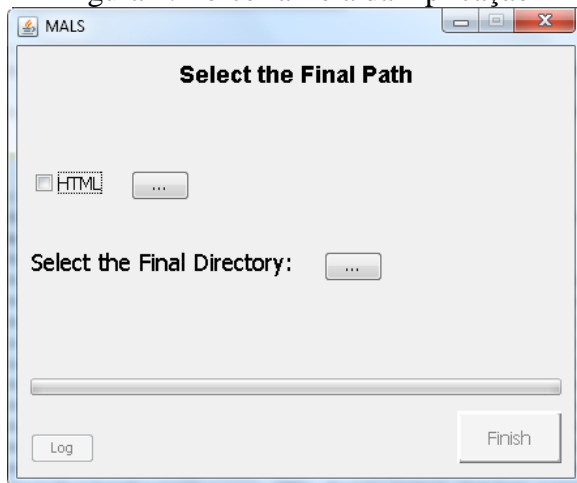 MALS
Select the Final Path
HTML ...
Select the Final Directory: ...
Log
Finish